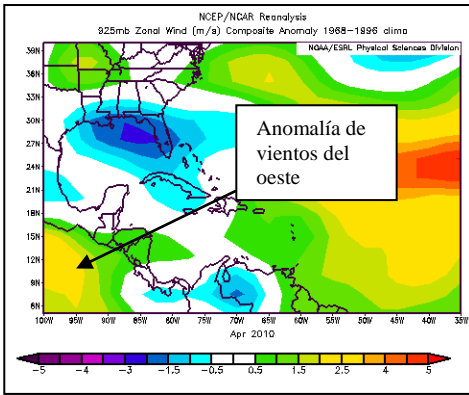 NCEP/NCAR Reanalysis
925mb Zonal Wind (m/s) Composite Anomaly 1968-1996 clima
NOAA/ESRL Physical Sciences Division
39N
36N
33N
30N
27N
24N
21N
18N
15N
12N
9N
6N
Anomalía de
vientos del
oeste
100W 95W 90W 85W 80W 75W 70W 65W 60W 55W 50W 45W 40W 35W
Apr 2010
-5 -4 -3 -1.5 -0.5 0.5 1.5 2.5 4 5